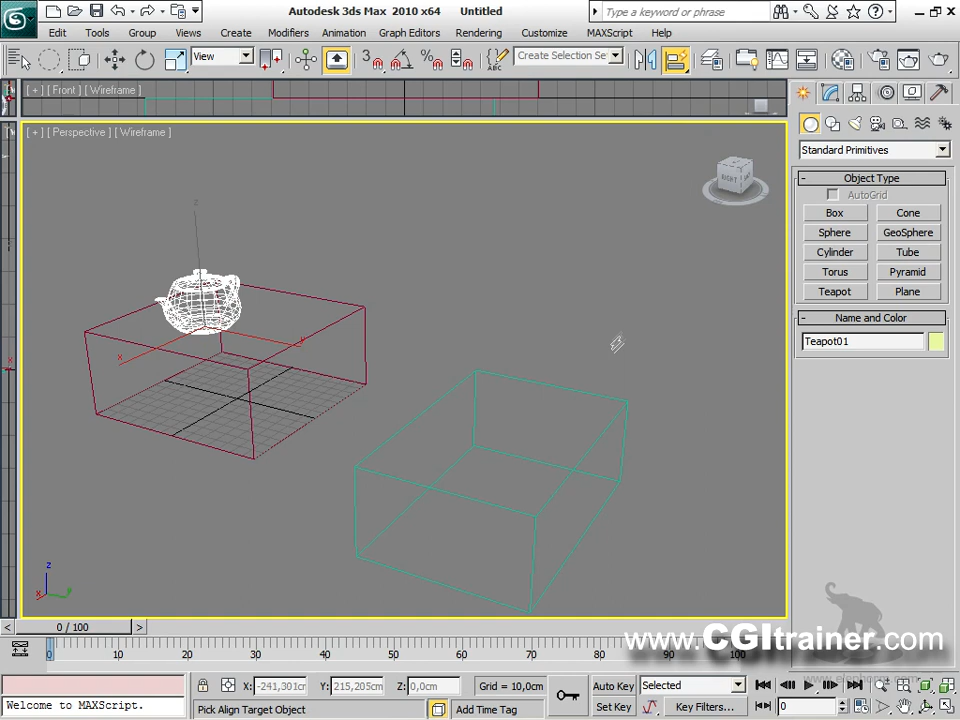 Autodesk 3ds Max 2010 x64 Untitled
Type a keyword or phrase
Edit Tools Group Views Create Modifiers Animation Graph Editors Rendering Customize MAXScript Help
View
3
Create Selection Se
[ + ] [ Front ] [ Wireframe ]
[ + ] [ Perspective ] [ Wireframe ]
Standard Primitives
RIGHT
- Object Type
AutoGrid
Box Cone
Sphere GeoSphere
Cylinder Tube
Torus Pyramid
Teapot Plane
- Name and Color
Teapot01
z
x
y
z
x
y
< 0 / 100 >
0 10 20 30 40 50 60 70 80 90 100
www.CGItrainer.com
X: -241,301cm Y: 215,205cm Z: 0,0cm Grid = 10,0cm
Auto Key Selected
Set Key Key Filters... 0
Welcome to MAXScript.
Pick Align Target Object
Add Time Tag